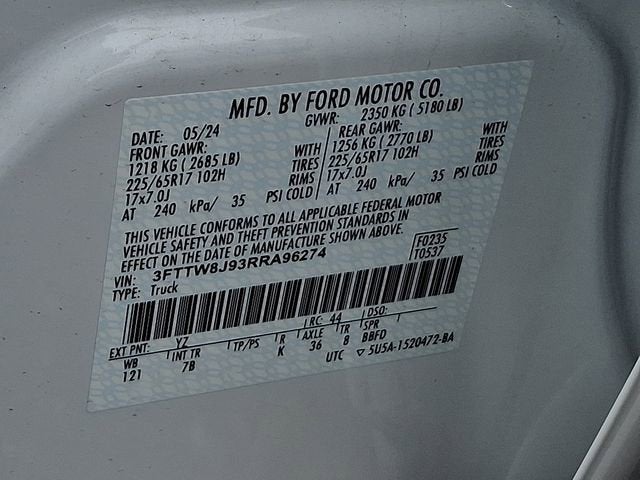 MFD. BY FORD MOTOR CO.
DATE: 05/24 GVWR: 2350 KG ( 5180 LB)
FRONT GAWR: REAR GAWR:
1218 KG ( 2685 LB) WITH 1256 KG ( 2770 LB) WITH
225/65R17 102H TIRES 225/65R17 102H TIRES
17x7.0J RIMS 17x7.0J RIMS
AT 240 kPa/ 35 PSI COLD AT 240 kPa/ 35 PSI COLD
THIS VEHICLE CONFORMS TO ALL APPLICABLE FEDERAL MOTOR
VEHICLE SAFETY AND THEFT PREVENTION STANDARDS IN
EFFECT ON THE DATE OF MANUFACTURE SHOWN ABOVE.
VIN: 3FTTW8J93RRA96274 F0235
TYPE: Truck T0537
EXT PNT: YZ RC: 44 DSO:
WB INT TR TP/PS R AXLE TR SPR
121 7B K 36 8 BBFD
UTC ▽ 5U5A-1520472-BA